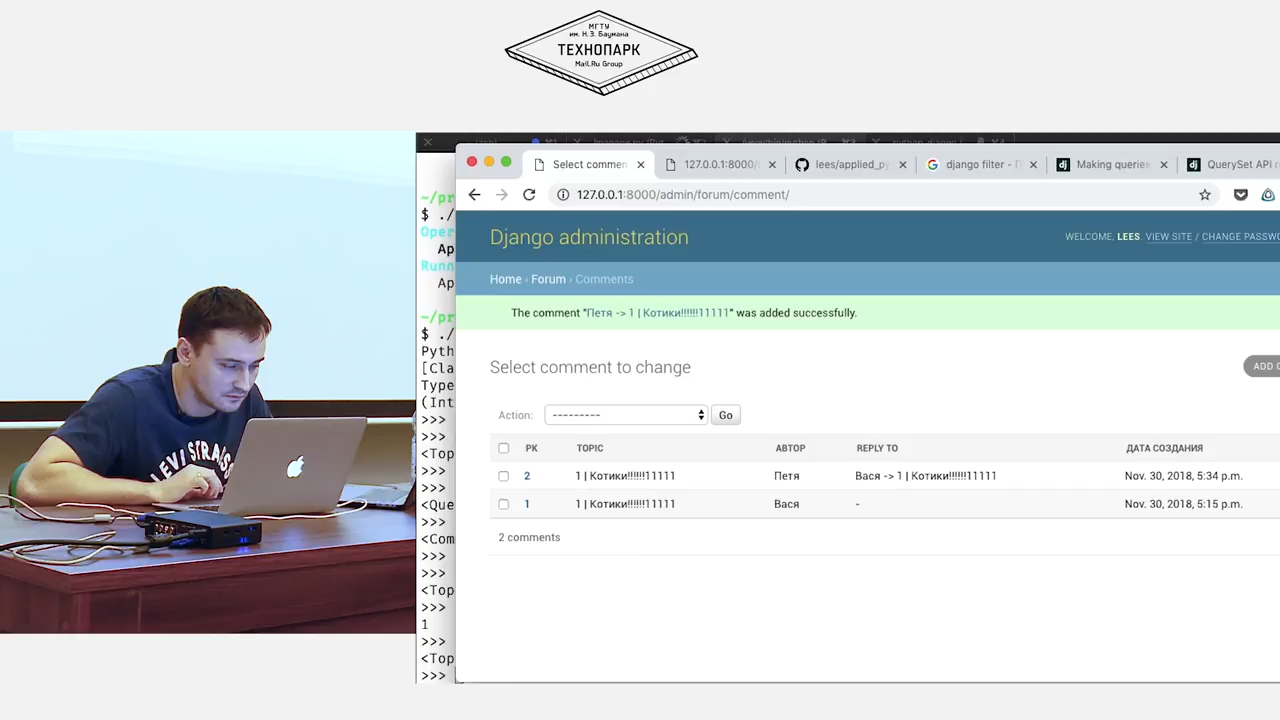 МГТУ
им. Н.Э. Баумана
ТЕХНОПАРК
Mail.Ru Group
Select commen
127.0.0.1:8000/
lees/applied_py
django filter -
Making queries
QuerySet API r
127.0.0.1:8000/admin/forum/comment/
Django administration
WELCOME, LEES. VIEW SITE / CHANGE PASSWO
Home › Forum › Comments
The comment "Петя -> 1 | Котики!!!!!!11111" was added successfully.
Select comment to change
ADD
Action: --------- Go
PK TOPIC АВТОР REPLY TO ДАТА СОЗДАНИЯ
2 1 | Котики!!!!!!11111 Петя Вася -> 1 | Котики!!!!!!11111 Nov. 30, 2018, 5:34 p.m.
1 1 | Котики!!!!!!11111 Вася - Nov. 30, 2018, 5:15 p.m.
2 comments
~/pr
$ ./
Oper
Ap
Runn
Ap
~/pr
$ ./
Pyth
[Cla
Type
(Int
>>>
>>>
<Top
>>>
>>>
<Que
>>>
<Com
>>>
>>>
<Top
>>>
1
>>>
<Top
>>>
LEVI STRAUSS